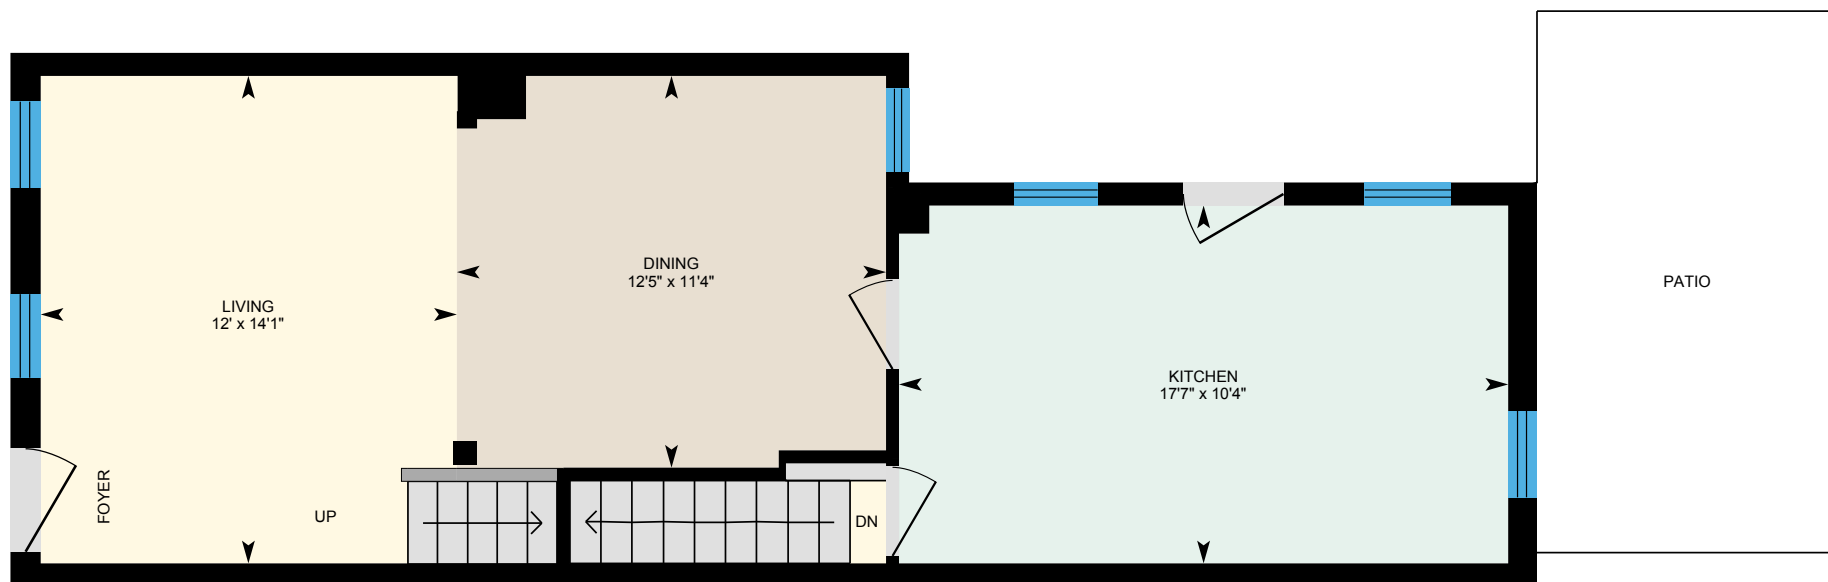 LIVING
12' x 14'1"
DINING
12'5" x 11'4"
KITCHEN
17'7" x 10'4"
PATIO
FOYER
UP
DN